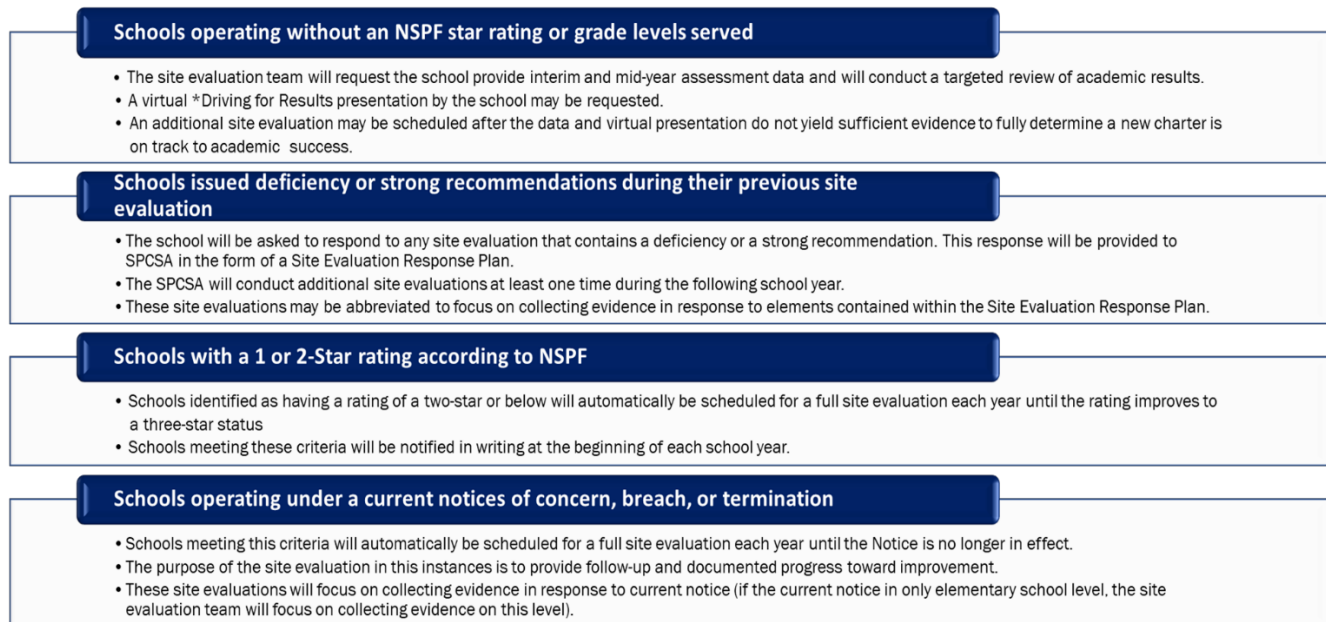 Schools operating without an NSPF star rating or grade levels served
• The site evaluation team will request the school provide interim and mid-year assessment data and will conduct a targeted review of academic results.
• A virtual *Driving for Results presentation by the school may be requested.
• An additional site evaluation may be scheduled after the data and virtual presentation do not yield sufficient evidence to fully determine a new charter is
on track to academic success.
Schools issued deficiency or strong recommendations during their previous site
evaluation
• The school will be asked to respond to any site evaluation that contains a deficiency or a strong recommendation. This response will be provided to
SPCSA in the form of a Site Evaluation Response Plan.
• The SPCSA will conduct additional site evaluations at least one time during the following school year.
• These site evaluations may be abbreviated to focus on collecting evidence in response to elements contained within the Site Evaluation Response Plan.
Schools with a 1 or 2-Star rating according to NSPF
• Schools identified as having a rating of a two-star or below will automatically be scheduled for a full site evaluation each year until the rating improves to
a three-star status
• Schools meeting these criteria will be notified in writing at the beginning of each school year.
Schools operating under a current notices of concern, breach, or termination
• Schools meeting this criteria will automatically be scheduled for a full site evaluation each year until the Notice is no longer in effect.
• The purpose of the site evaluation in this instances is to provide follow-up and documented progress toward improvement.
• These site evaluations will focus on collecting evidence in response to current notice (if the current notice in only elementary school level, the site
evaluation team will focus on collecting evidence on this level).